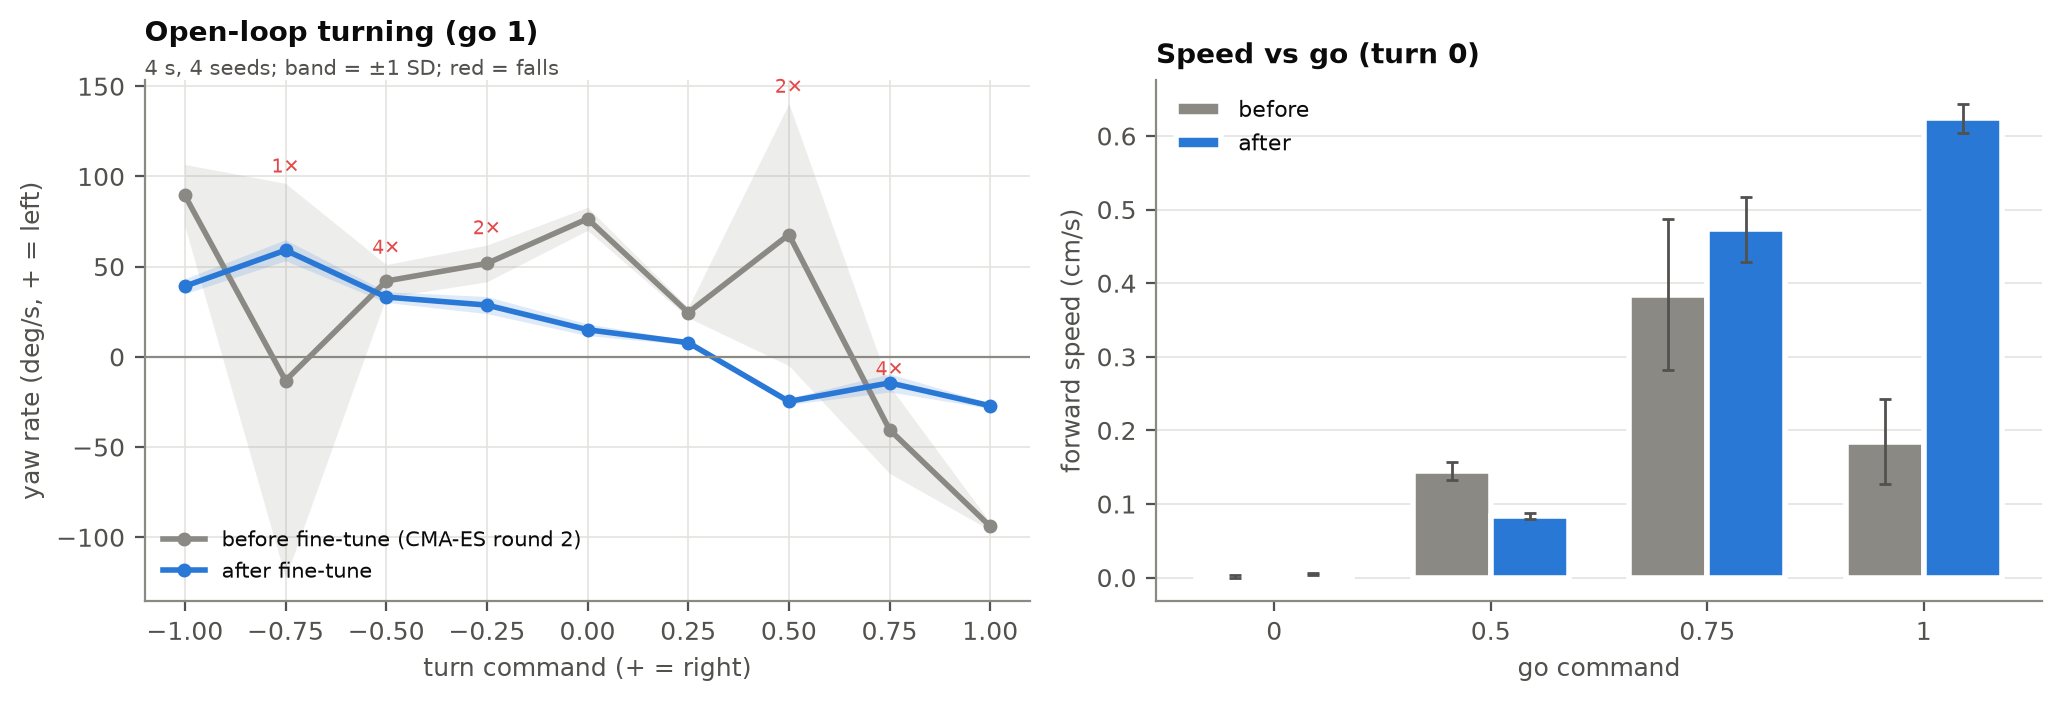 Open-loop turning (go 1)
4 s, 4 seeds; band = ±1 SD; red = falls
yaw rate (deg/s, + = left)
150
100
50
0
−50
−100
1×
4×
2×
2×
4×
before fine-tune (CMA-ES round 2)
after fine-tune
−1.00 −0.75 −0.50 −0.25 0.00 0.25 0.50 0.75 1.00
turn command (+ = right)
Speed vs go (turn 0)
before
after
forward speed (cm/s)
0.6
0.5
0.4
0.3
0.2
0.1
0.0
0 0.5 0.75 1
go command